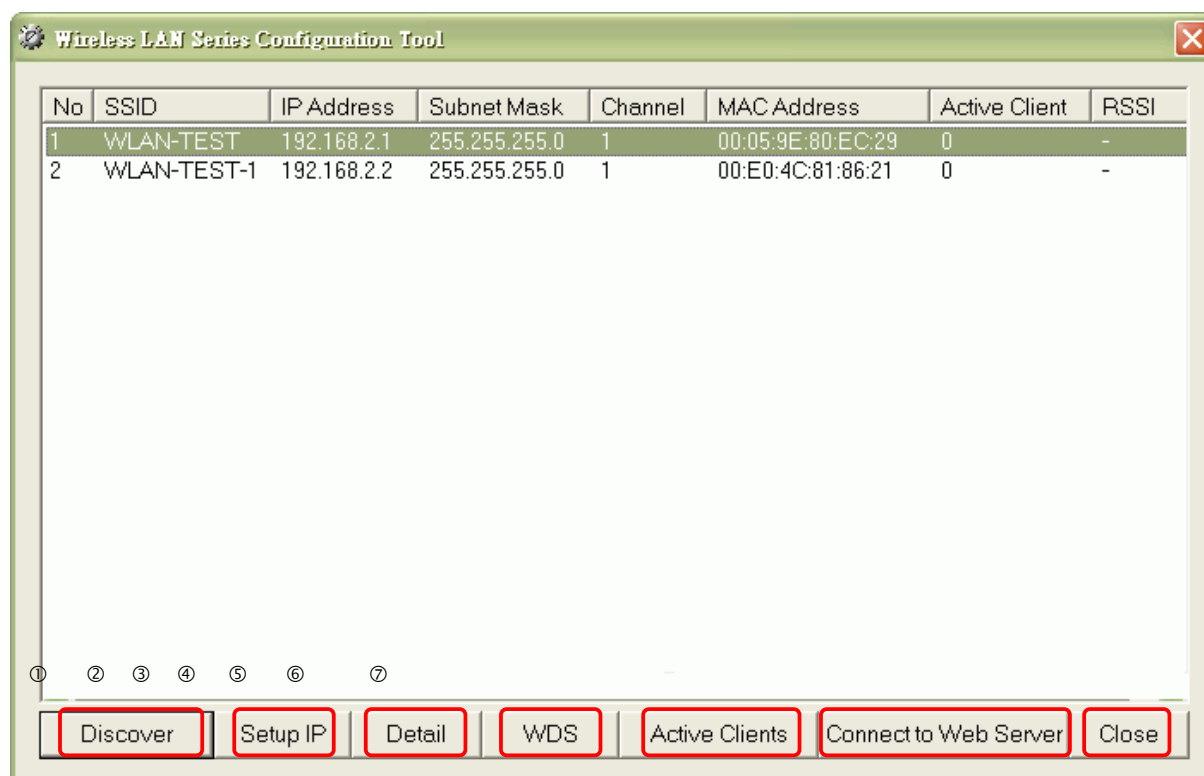 Wireless LAN Series Configuration Tool
No SSID IP Address Subnet Mask Channel MAC Address Active Client RSSI
1 WLAN-TEST 192.168.2.1 255.255.255.0 1 00:05:9E:80:EC:29 0 -
2 WLAN-TEST-1 192.168.2.2 255.255.255.0 1 00:E0:4C:81:86:21 0 -
① ② ③ ④ ⑤ ⑥ ⑦
Discover Setup IP Detail WDS Active Clients Connect to Web Server Close